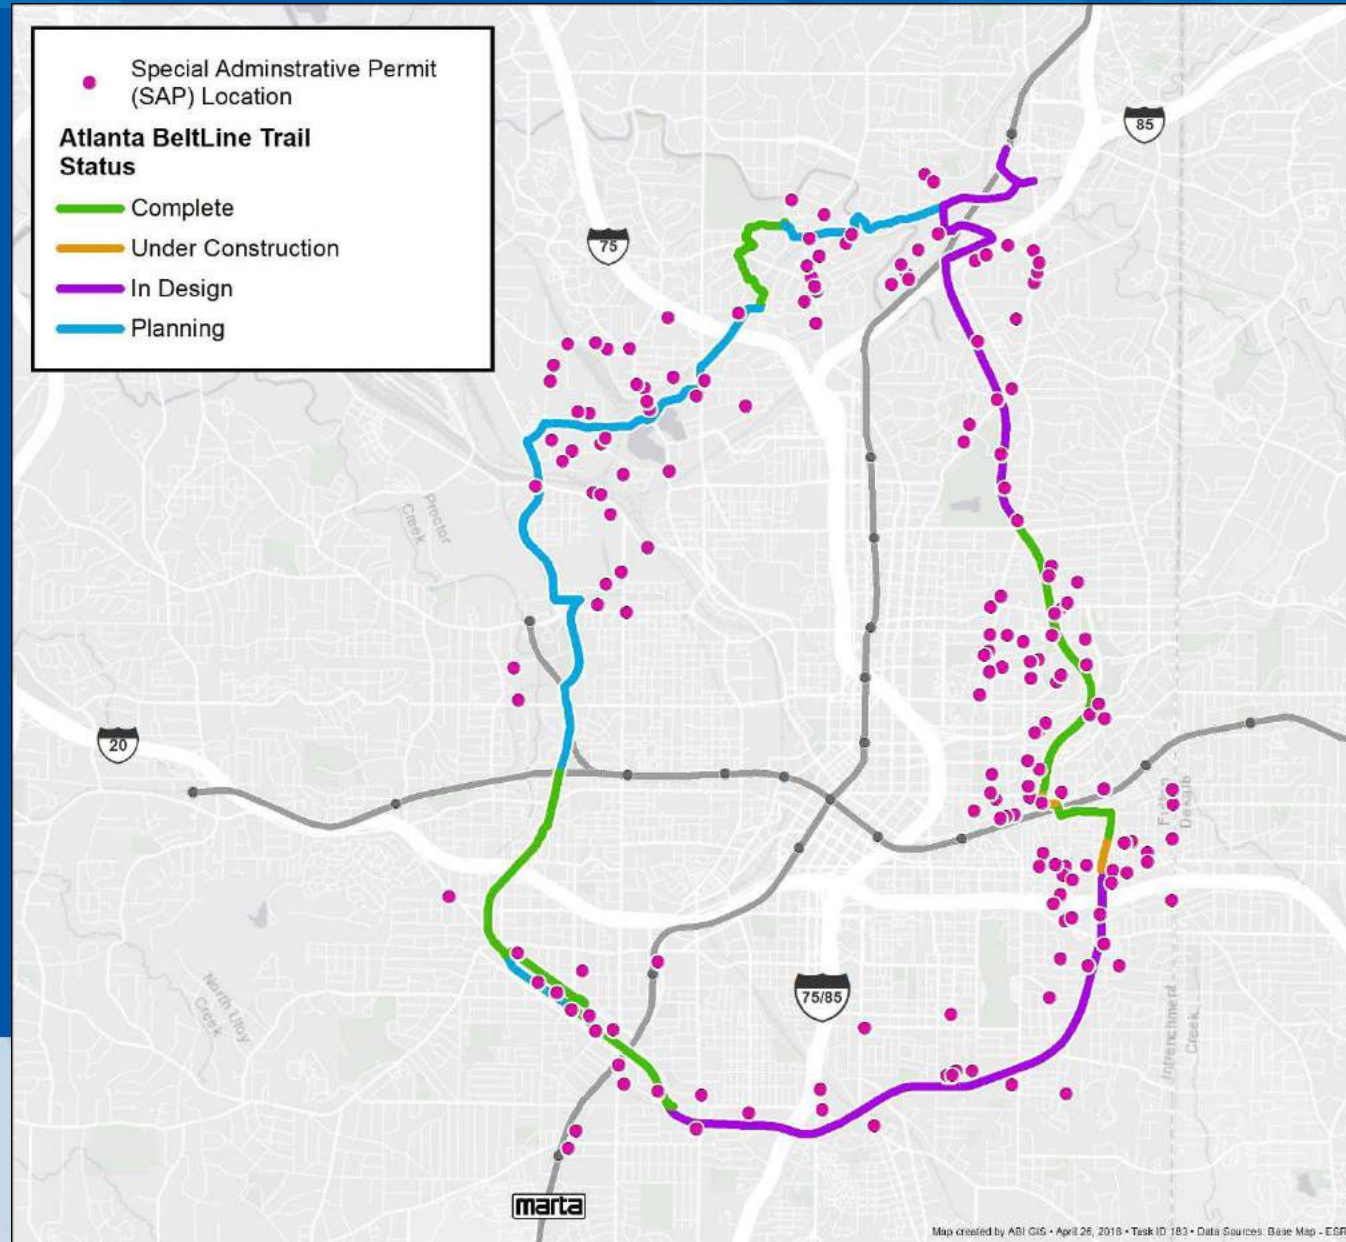 Special Adminstrative Permit
(SAP) Location
Atlanta BeltLine Trail
Status
Complete
Under Construction
In Design
Planning
85
75
Proctor
Creek
20
Dekalb
North Utoy
Creek
75/85
Intrenchment
Creek
marta
Map created by ABI GIS • April 26, 2018 • Task ID 183 • Data Sources: Base Map - ESR